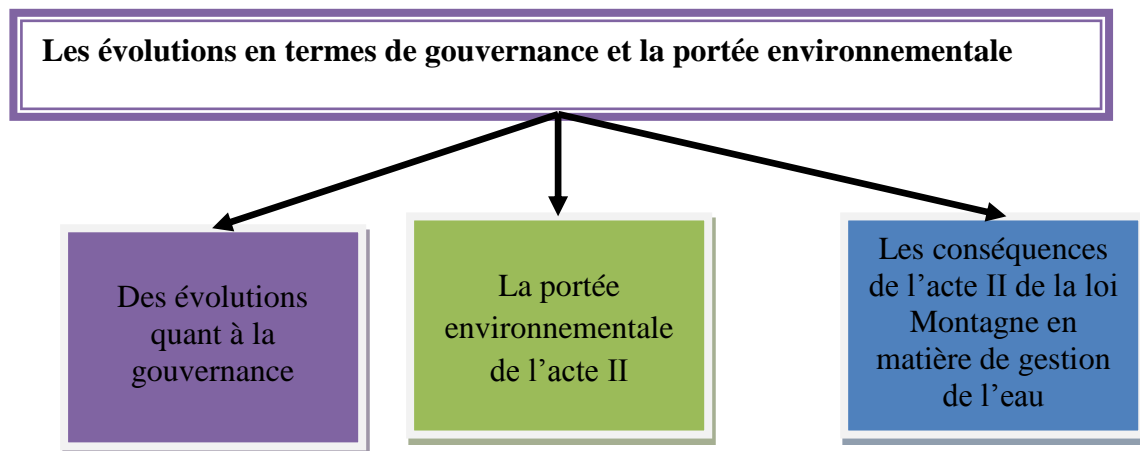 Les évolutions en termes de gouvernance et la portée environnementale
Des évolutions
quant à la
gouvernance
La portée
environnementale
de l’acte II
Les conséquences
de l’acte II de la loi
Montagne en
matière de gestion
de l’eau